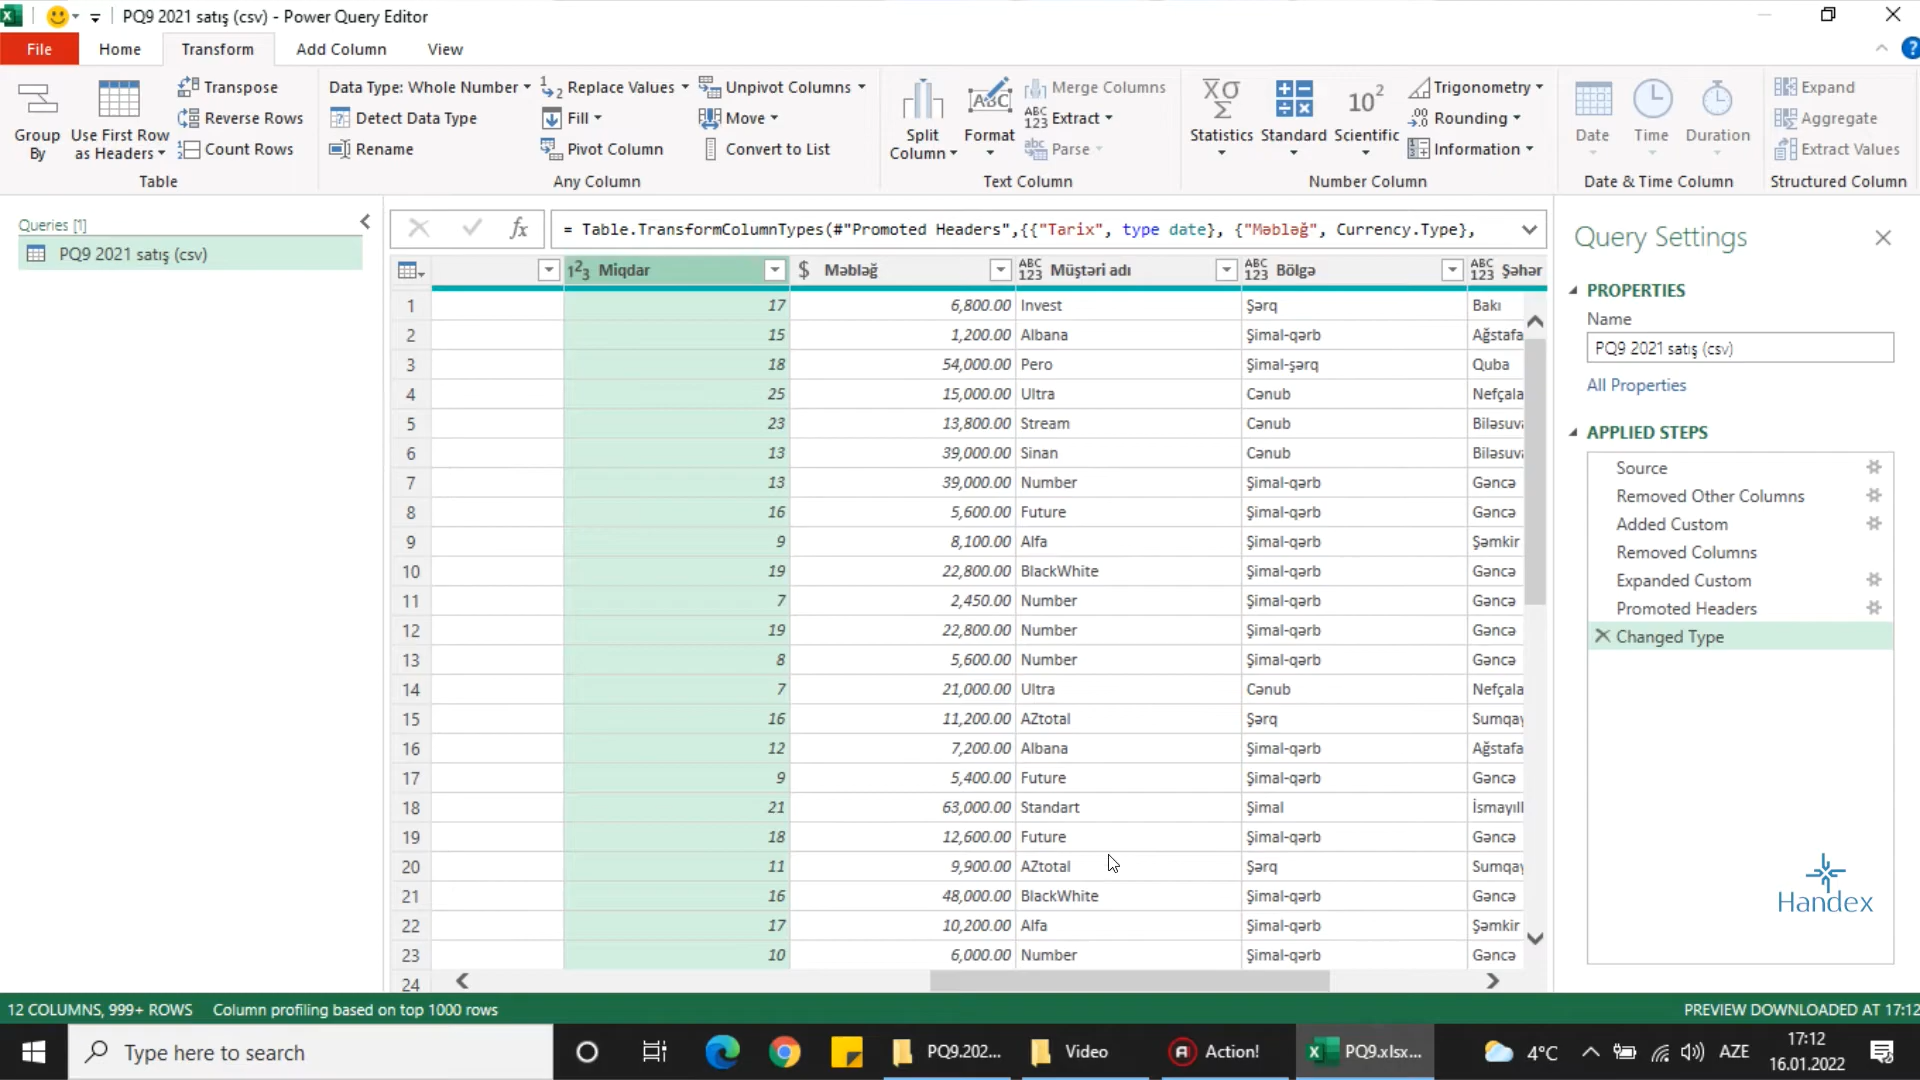 PQ9 2021 satış (csv) - Power Query Editor
File Home Transform Add Column View
Group By
Use First Row as Headers
Transpose
Reverse Rows
Count Rows
Table
Data Type: Whole Number
Detect Data Type
Rename
Replace Values
Fill
Pivot Column
Unpivot Columns
Move
Convert to List
Any Column
Split Column
Format
Merge Columns
Extract
Parse
Text Column
Statistics
Standard
Scientific
Trigonometry
Rounding
Information
Number Column
Date
Time
Duration
Date & Time Column
Expand
Aggregate
Extract Values
Structured Column
Queries [1]
PQ9 2021 satış (csv)
fx = Table.TransformColumnTypes(#"Promoted Headers",{{"Tarix", type date}, {"Məbləğ", Currency.Type},
Miqdar Məbləğ Müştəri adı Bölgə Şəhər
1 17 6,800.00 Invest Şərq Bakı
2 15 1,200.00 Albana Şimal-qərb Ağstafa
3 18 54,000.00 Pero Şimal-şərq Quba
4 25 15,000.00 Ultra Cənub Nefçala
5 23 13,800.00 Stream Cənub Biləsuva
6 13 39,000.00 Sinan Cənub Biləsuva
7 13 39,000.00 Number Şimal-qərb Gəncə
8 16 5,600.00 Future Şimal-qərb Gəncə
9 9 8,100.00 Alfa Şimal-qərb Şəmkir
10 19 22,800.00 BlackWhite Şimal-qərb Gəncə
11 7 2,450.00 Number Şimal-qərb Gəncə
12 19 22,800.00 Number Şimal-qərb Gəncə
13 8 5,600.00 Number Şimal-qərb Gəncə
14 7 21,000.00 Ultra Cənub Nefçala
15 16 11,200.00 AZtotal Şərq Sumqay
16 12 7,200.00 Albana Şimal-qərb Ağstafa
17 9 5,400.00 Future Şimal-qərb Gəncə
18 21 63,000.00 Standart Şimal İsmayıll
19 18 12,600.00 Future Şimal-qərb Gəncə
20 11 9,900.00 AZtotal Şərq Sumqay
21 16 48,000.00 BlackWhite Şimal-qərb Gəncə
22 17 10,200.00 Alfa Şimal-qərb Şəmkir
23 10 6,000.00 Number Şimal-qərb Gəncə
24
Query Settings
PROPERTIES
Name
PQ9 2021 satış (csv)
All Properties
APPLIED STEPS
Source
Removed Other Columns
Added Custom
Removed Columns
Expanded Custom
Promoted Headers
Changed Type
Handex
12 COLUMNS, 999+ ROWS Column profiling based on top 1000 rows
PREVIEW DOWNLOADED AT 17:12
Type here to search
PQ9.202...
Video
Action!
PQ9.xlsx...
4°C
AZE
17:12
16.01.2022